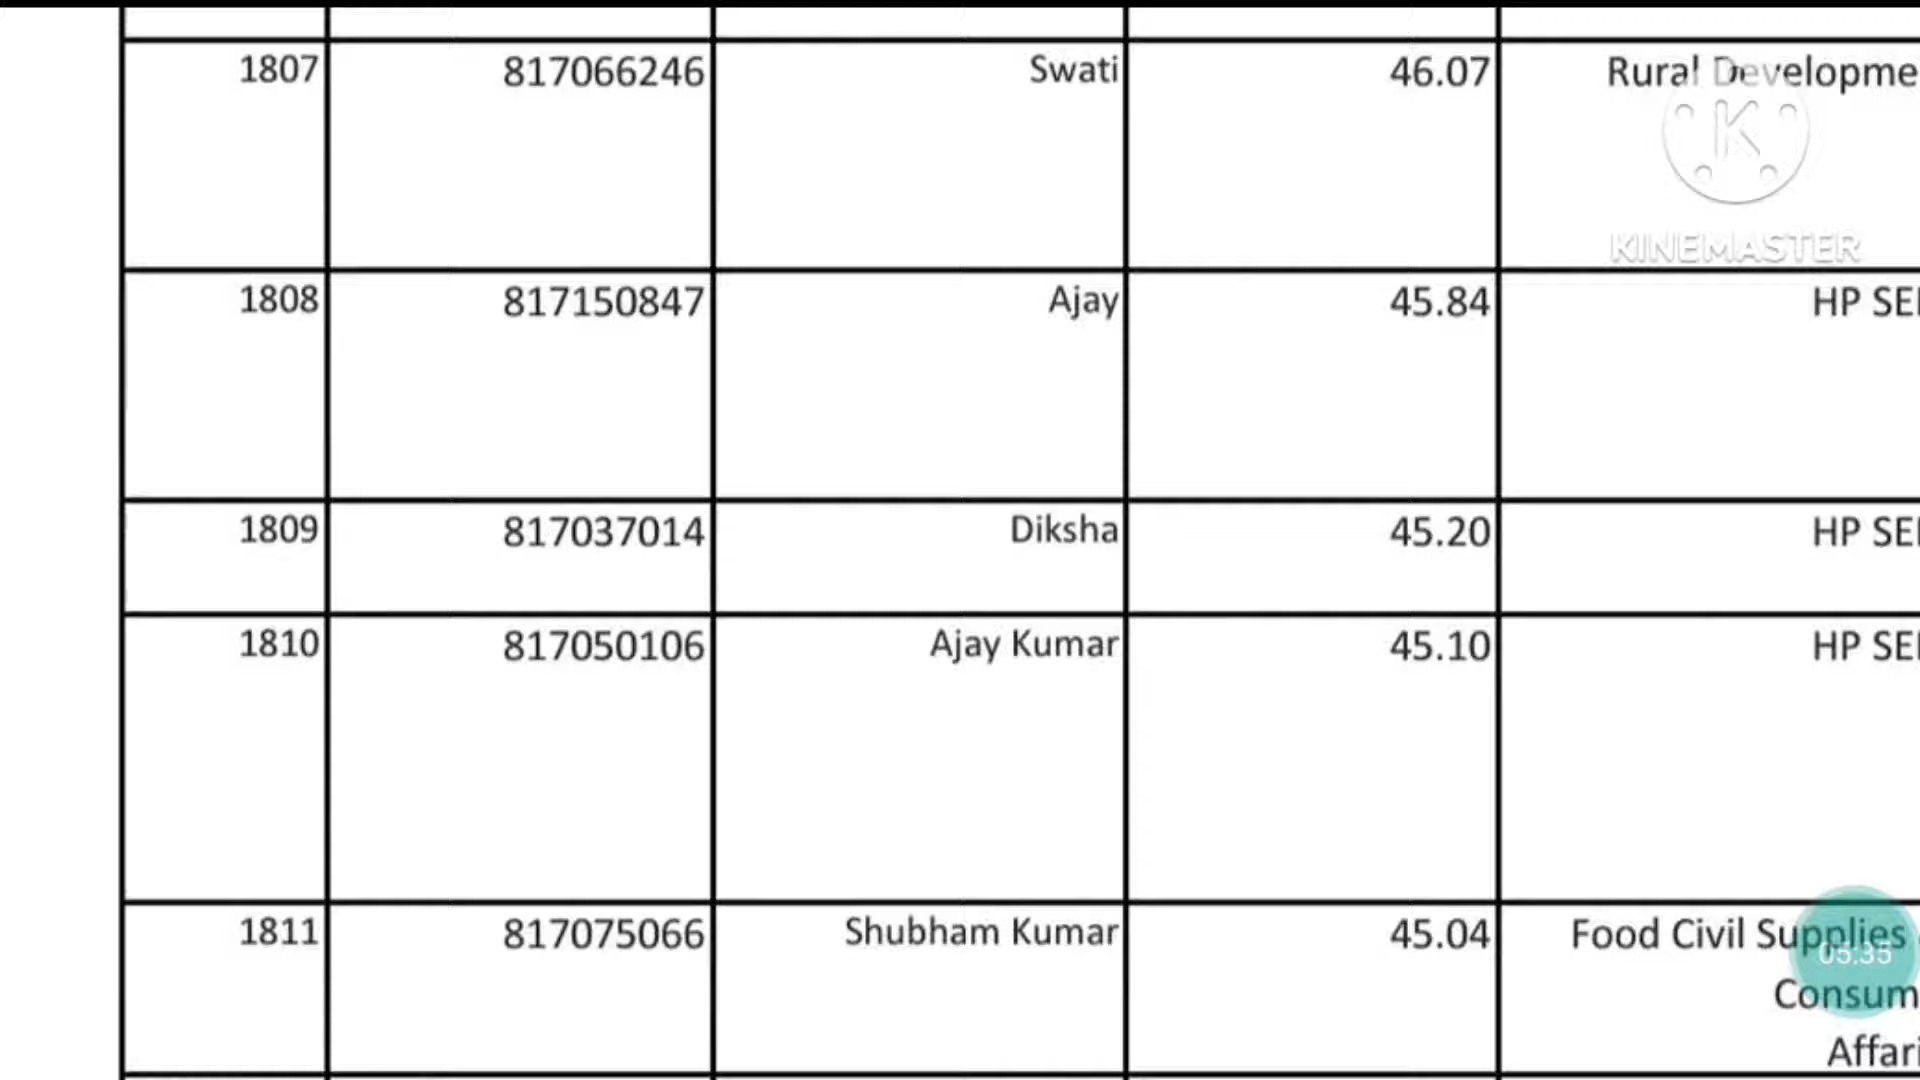 1807 817066246 Swati 46.07 Rural Developme
KINEMASTER
1808 817150847 Ajay 45.84 HP SE
1809 817037014 Diksha 45.20 HP SE
1810 817050106 Ajay Kumar 45.10 HP SE
1811 817075066 Shubham Kumar 45.04 Food Civil Supplies
05:35
Consum
Affari